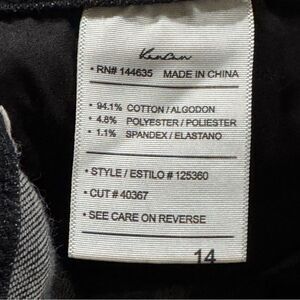 KanCan
• RN# 144635 MADE IN CHINA
• 94.1% COTTON / ALGODON
• 4.8% POLYESTER / POLIESTER
• 1.1% SPANDEX / ELASTANO
• STYLE / ESTILO # 125360
• CUT # 40367
• SEE CARE ON REVERSE
14